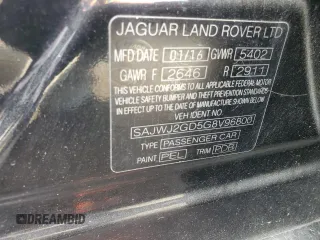 JAGUAR LAND ROVER LTD
MFD DATE 01/16 GVWR 5402
GAWR F 2646 R 2911
THIS VEHICLE CONFORMS TO ALL APPLICABLE FEDERAL MOTOR
VEHICLE SAFETY BUMPER AND THEFT PREVENTION STANDARDS
IN EFFECT ON THE DATE OF MANUFACTURE SHOWN ABOVE
VEH IDENT NO
SAJWJ2GD5G8V96800
TYPE PASSENGER CAR
PAINT PEL TRIM PDG
DREAMBID